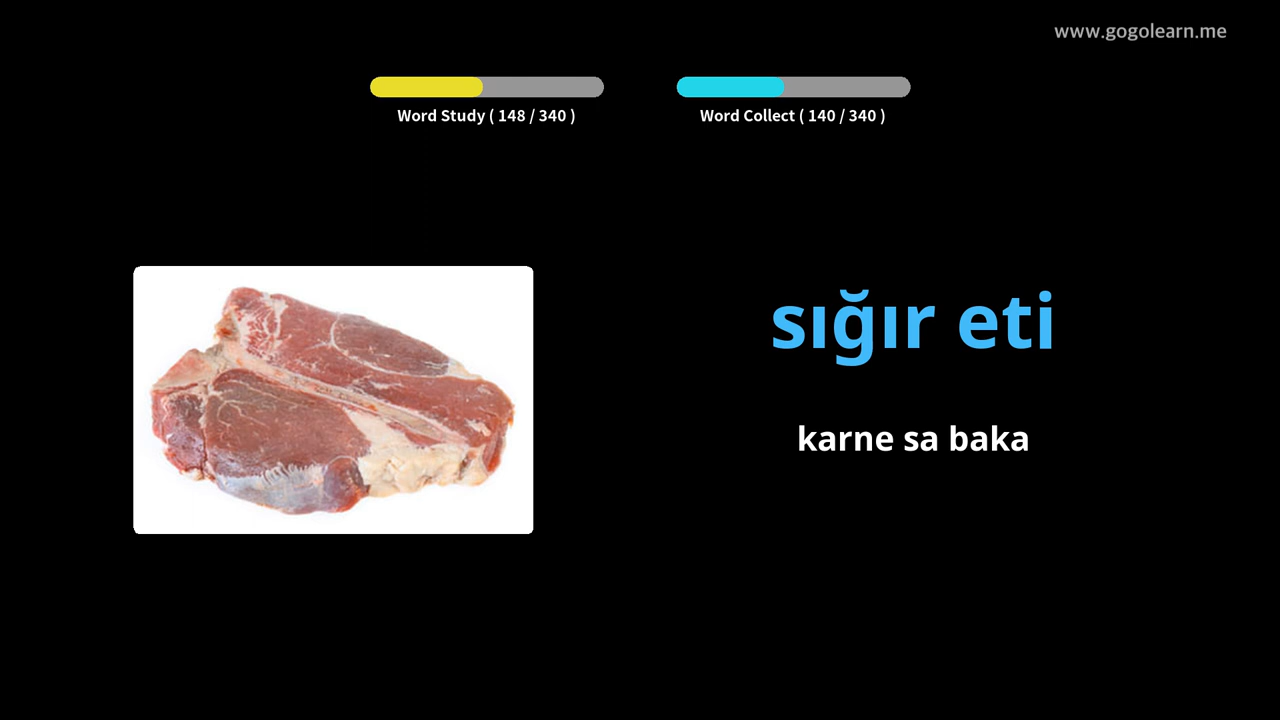 www.gogolearn.me
Word Study ( 148 / 340 )
Word Collect ( 140 / 340 )
sığır eti
karne sa baka